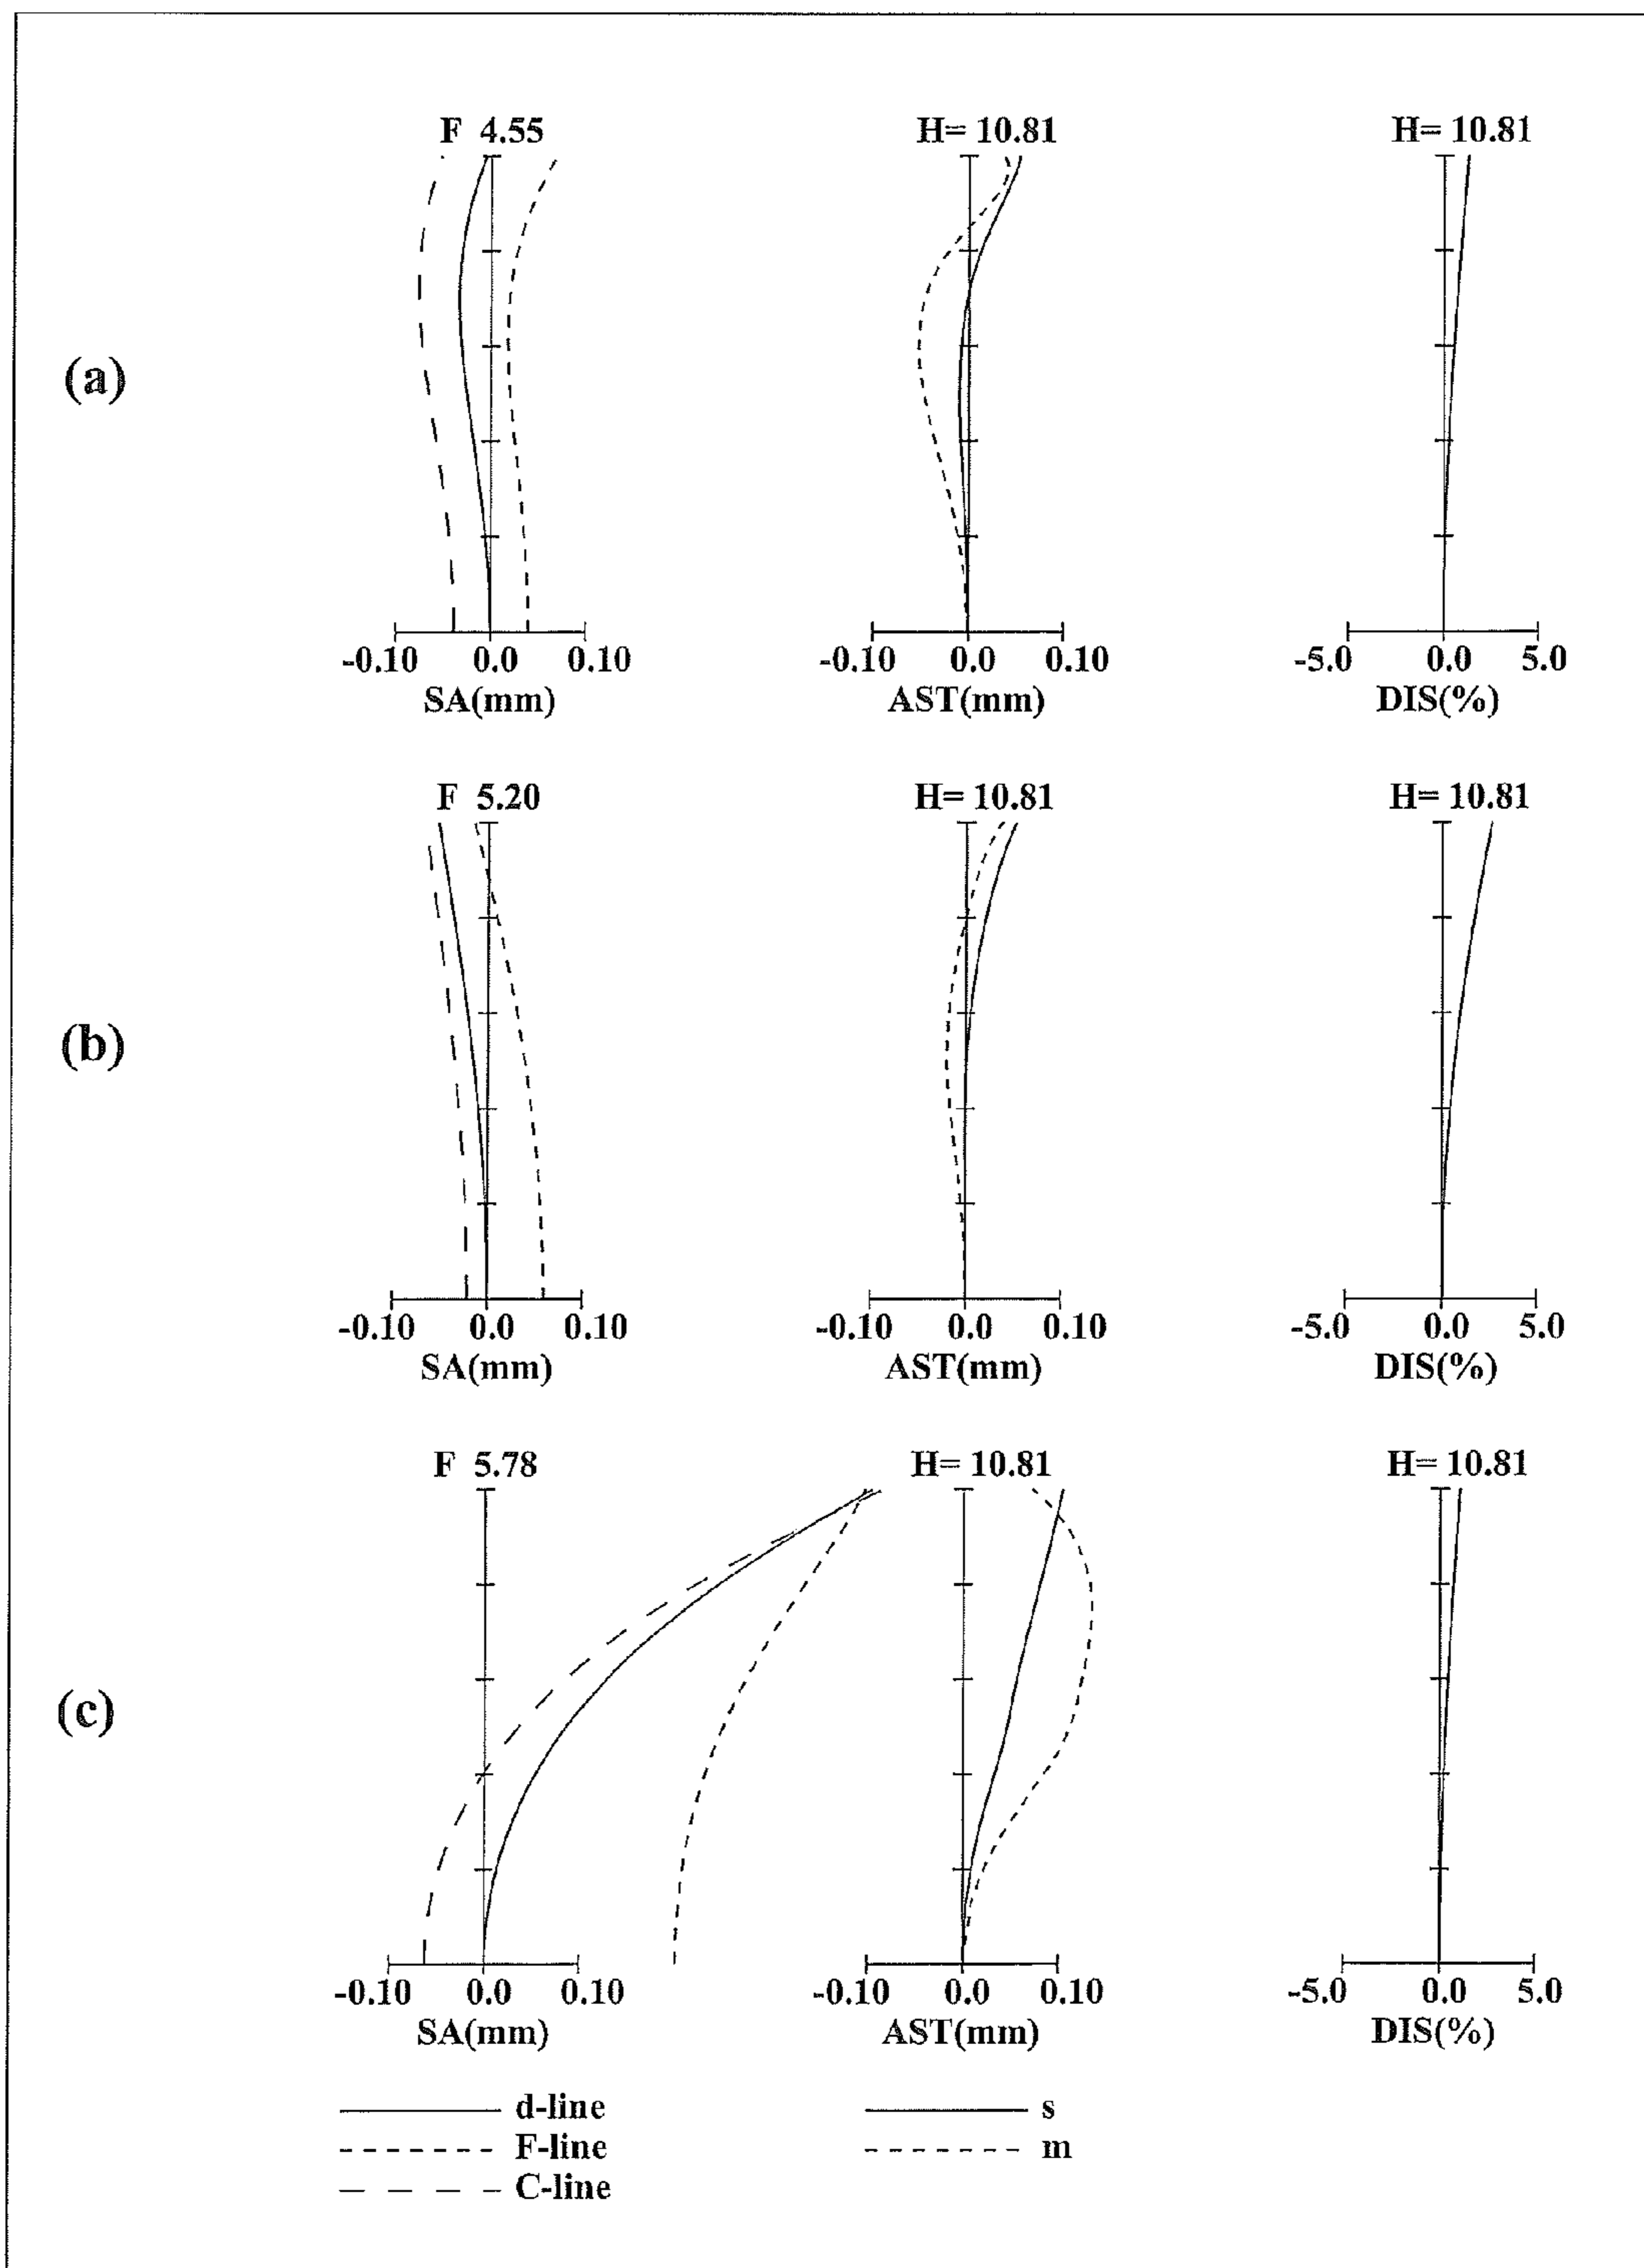 F 4.55 H= 10.81 H= 10.81
(a)
-0.10 0.0 0.10 -0.10 0.0 0.10 -5.0 0.0 5.0
SA(mm) AST(mm) DIS(%)
F 5.20 H= 10.81 H= 10.81
(b)
-0.10 0.0 0.10 -0.10 0.0 0.10 -5.0 0.0 5.0
SA(mm) AST(mm) DIS(%)
F 5.78 H= 10.81 H= 10.81
(c)
-0.10 0.0 0.10 -0.10 0.0 0.10 -5.0 0.0 5.0
SA(mm) AST(mm) DIS(%)
d-line s
F-line m
C-line